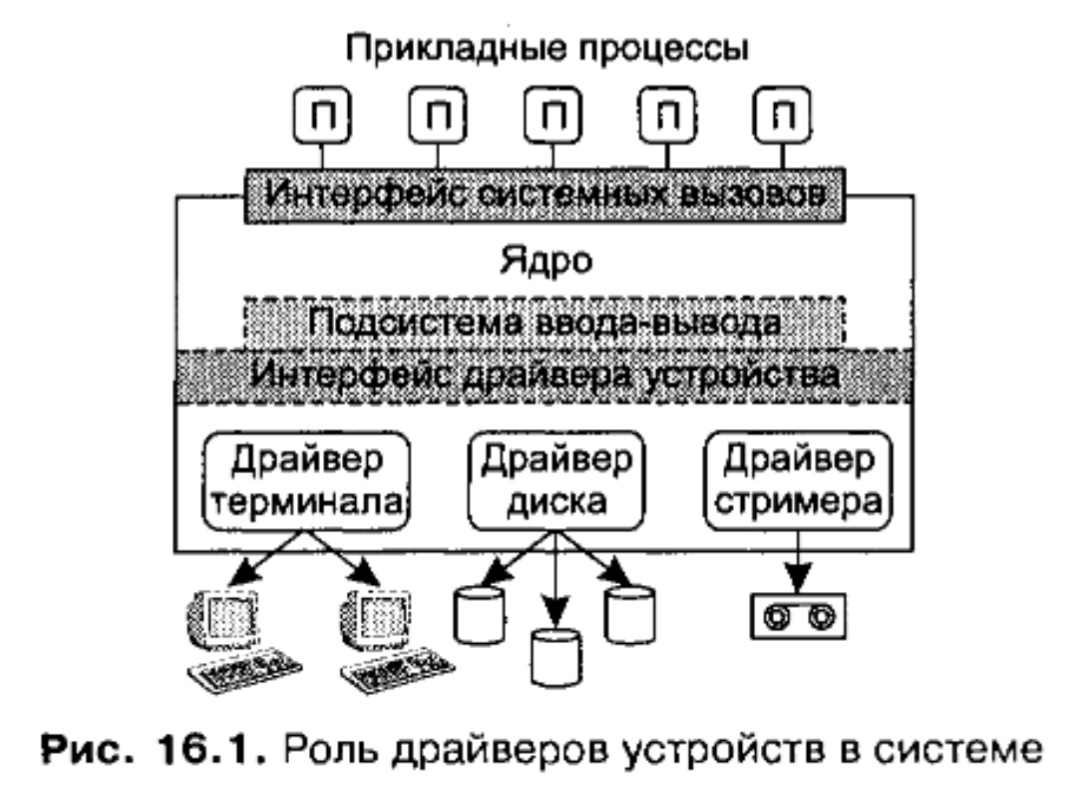 Прикладные процессы
П П П П П
Интерфейс системных вызовов
Ядро
Подсистема ввода-вывода
Интерфейс драйвера устройства
Драйвер
терминала
Драйвер
диска
Драйвер
стримера
Рис. 16.1. Роль драйверов устройств в системе